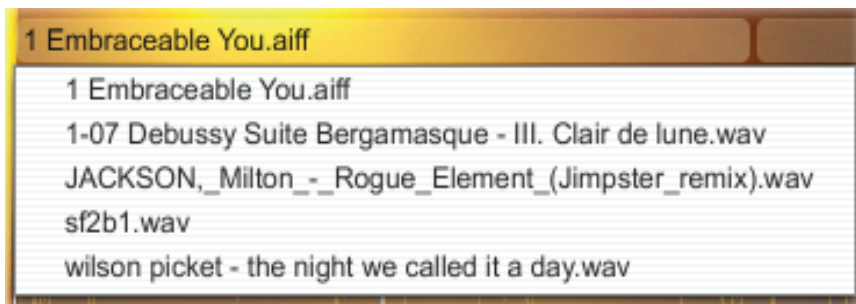 1 Embraceable You.aiff
1 Embraceable You.aiff
1-07 Debussy Suite Bergamasque - III. Clair de lune.wav
JACKSON,_Milton_-_Rogue_Element_(Jimpster_remix).wav
sf2b1.wav
wilson picket - the night we called it a day.wav